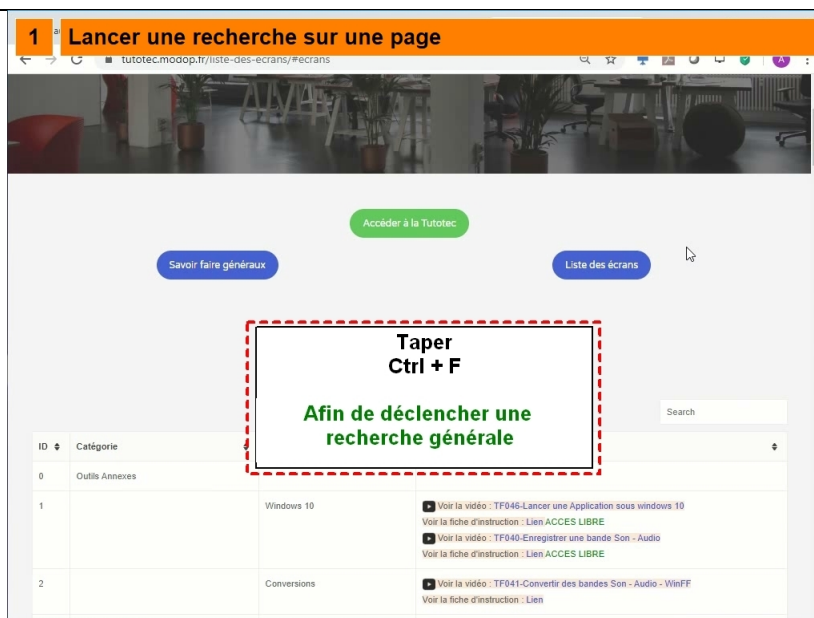 1 Lancer une recherche sur une page
tutotec.modop.fr/liste-des-ecrans/#ecrans
A
Accéder à la Tutotec
Savoir faire généraux
Liste des écrans
Taper
Ctrl + F
Afin de déclencher une
recherche générale
Search
ID Catégorie
0 Outils Annexes
1 Windows 10 Voir la vidéo : TF046-Lancer une Application sous windows 10
Voir la fiche d'instruction : Lien ACCES LIBRE
Voir la vidéo : TF040-Enregistrer une bande Son - Audio
Voir la fiche d'instruction : Lien ACCES LIBRE
2 Conversions Voir la vidéo : TF041-Convertir des bandes Son - Audio - WinFF
Voir la fiche d'instruction : Lien